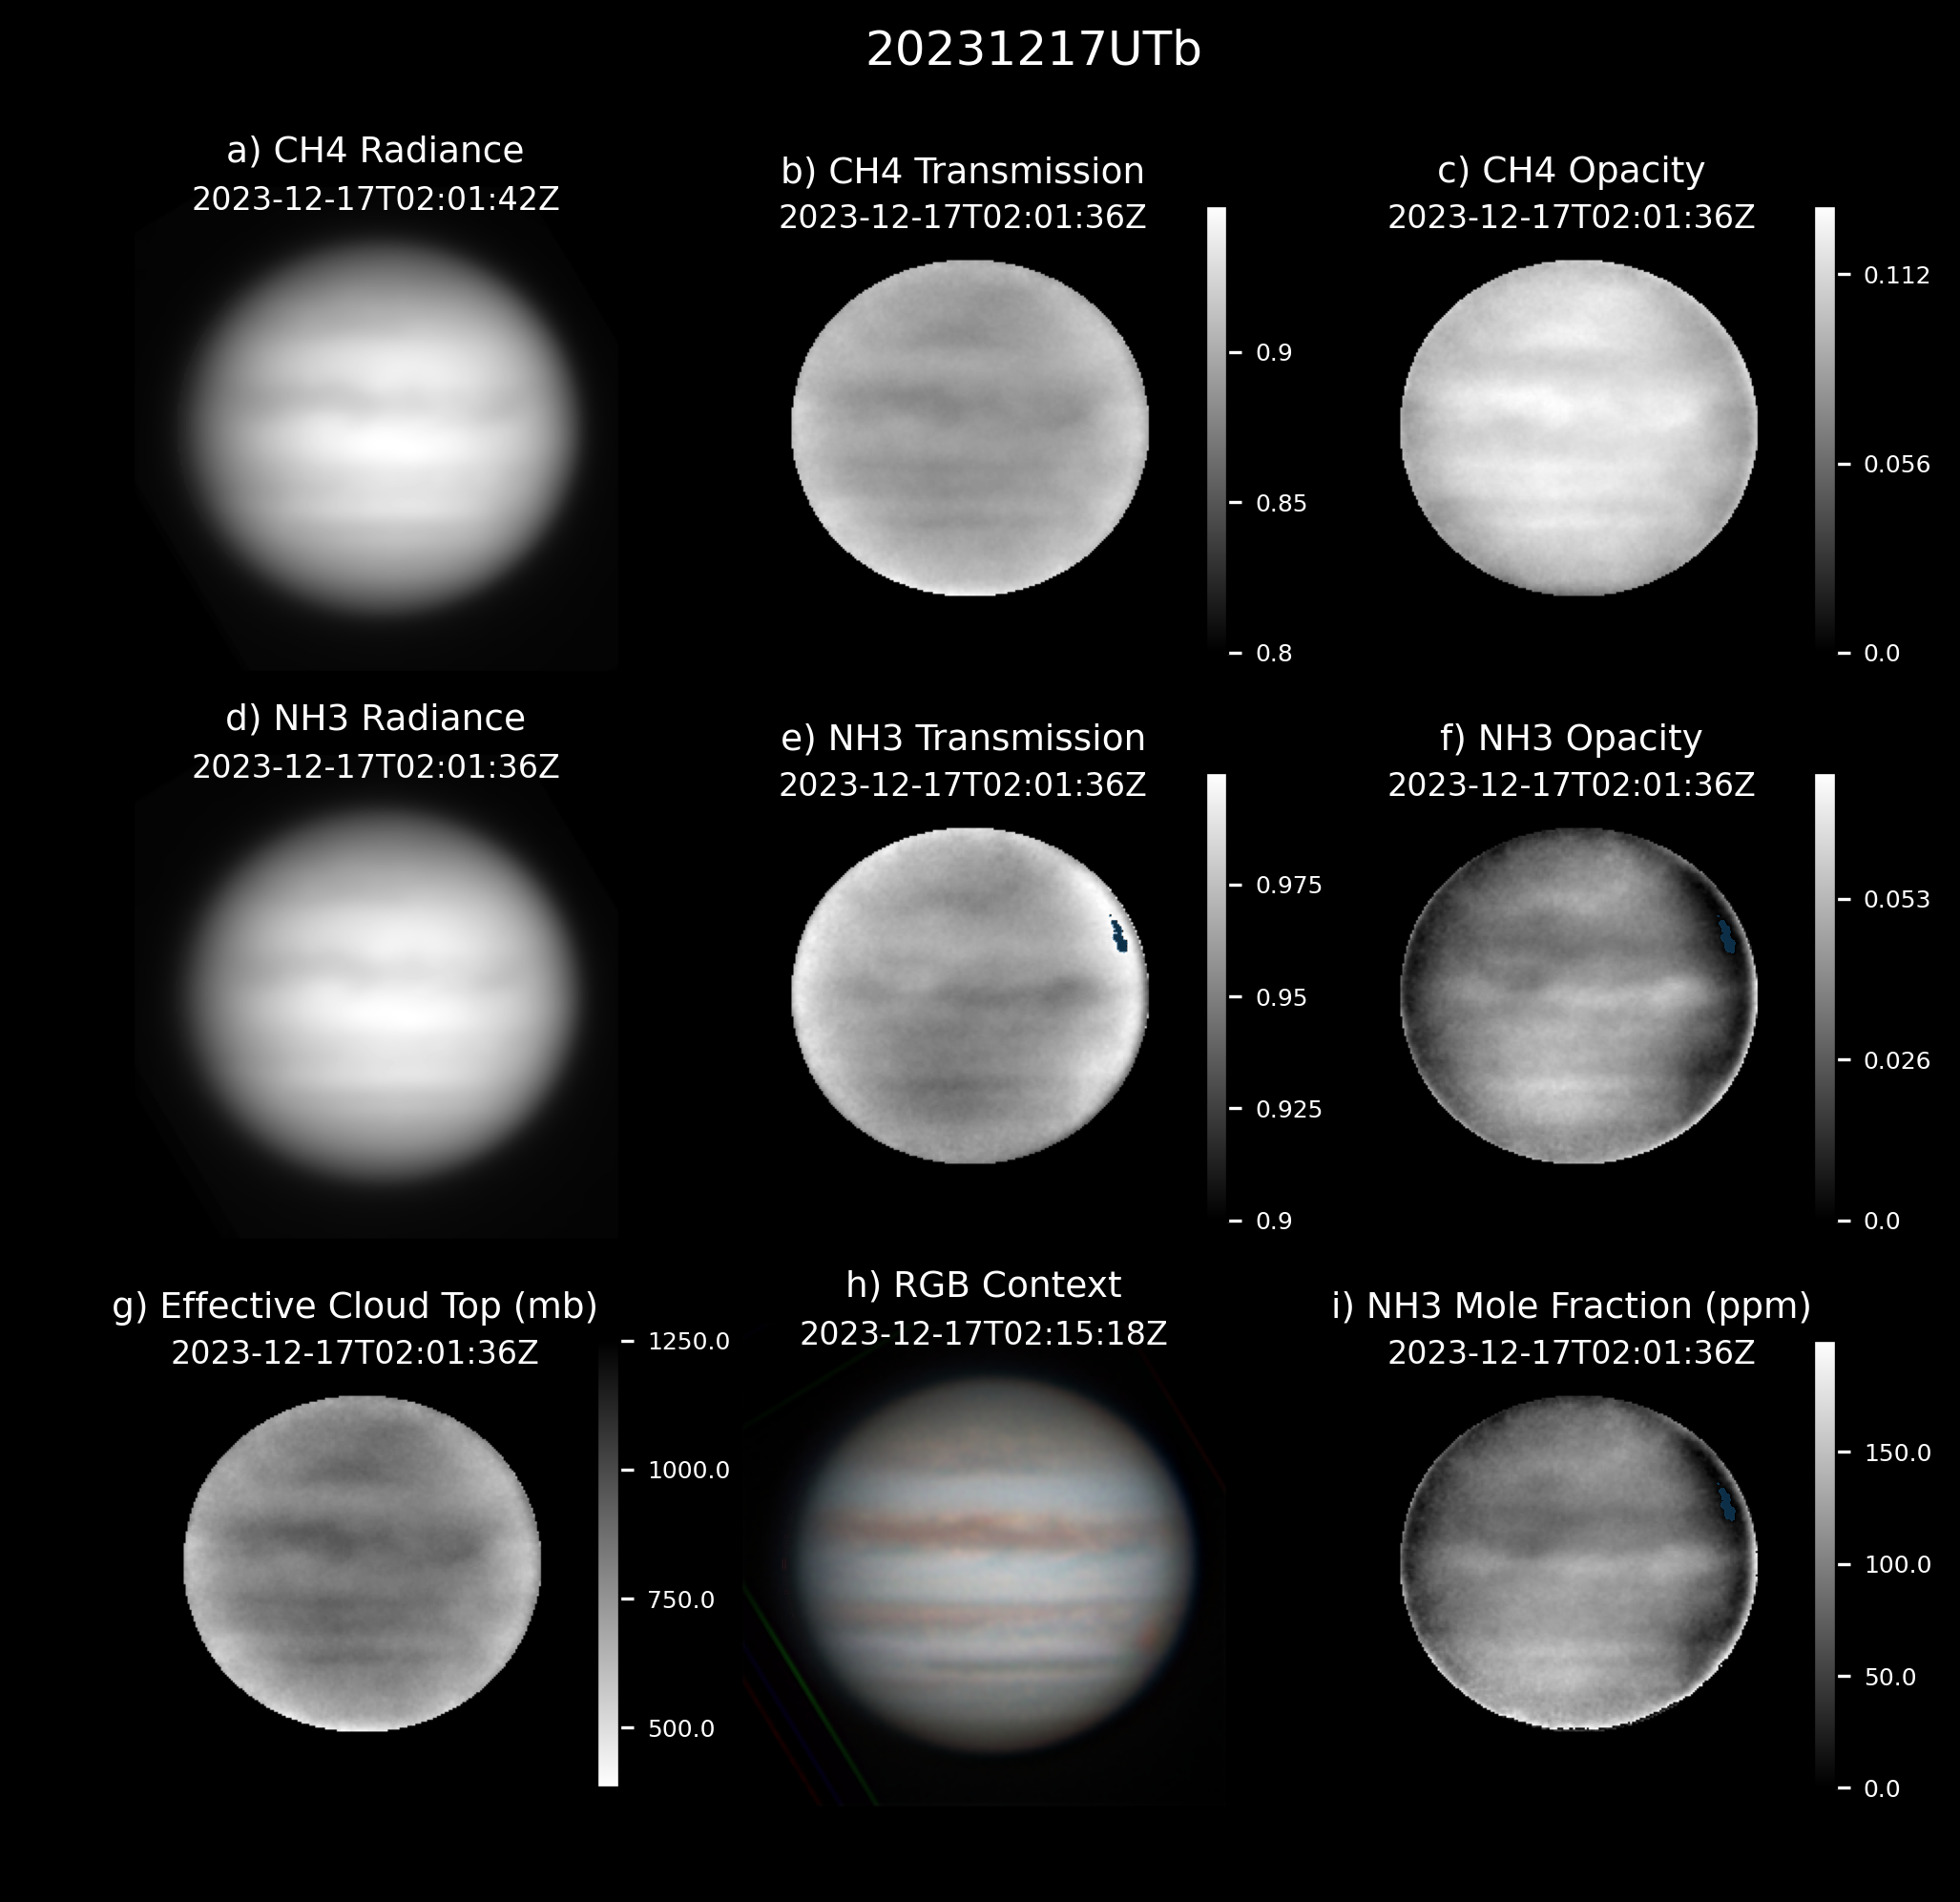 20231217UTb
a) CH4 Radiance
2023-12-17T02:01:42Z
b) CH4 Transmission
2023-12-17T02:01:36Z
0.9
0.85
0.8
c) CH4 Opacity
2023-12-17T02:01:36Z
0.112
0.056
0.0
d) NH3 Radiance
2023-12-17T02:01:36Z
e) NH3 Transmission
2023-12-17T02:01:36Z
0.975
0.95
0.925
0.9
f) NH3 Opacity
2023-12-17T02:01:36Z
0.053
0.026
0.0
g) Effective Cloud Top (mb)
2023-12-17T02:01:36Z
1250.0
1000.0
750.0
500.0
h) RGB Context
2023-12-17T02:15:18Z
i) NH3 Mole Fraction (ppm)
2023-12-17T02:01:36Z
150.0
100.0
50.0
0.0